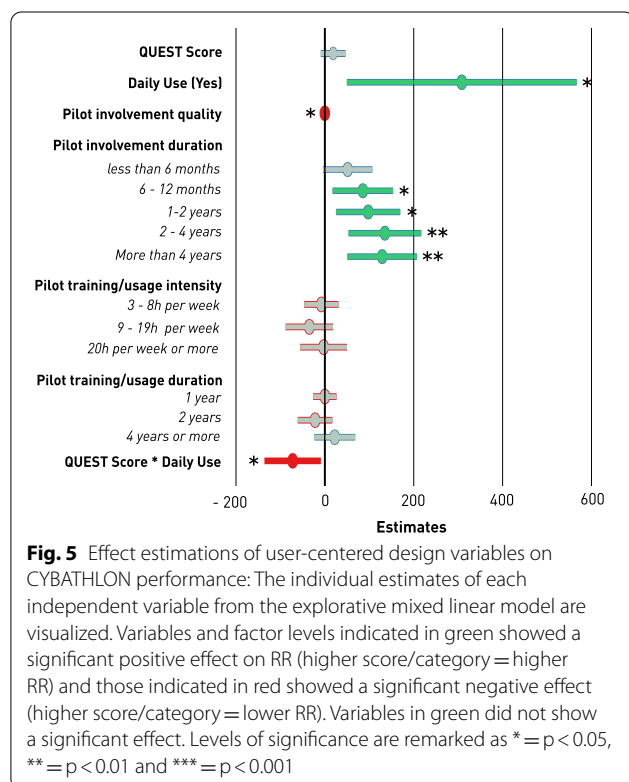 QUEST Score
Daily Use (Yes)
*
Pilot involvement quality
*
Pilot involvement duration
less than 6 months
6 - 12 months
*
1-2 years
*
2 - 4 years
**
More than 4 years
**
Pilot training/usage intensity
3 - 8h per week
9 - 19h per week
20h per week or more
Pilot training/usage duration
1 year
2 years
4 years or more
QUEST Score * Daily Use
*
- 200
0
200
400
600
Estimates
Fig. 5 Effect estimations of user-centered design variables on
CYBATHLON performance: The individual estimates of each
independent variable from the explorative mixed linear model are
visualized. Variables and factor levels indicated in green showed a
significant positive effect on RR (higher score/category = higher
RR) and those indicated in red showed a significant negative effect
(higher score/category = lower RR). Variables in green did not show
a significant effect. Levels of significance are remarked as * = p < 0.05,
** = p < 0.01 and *** = p < 0.001